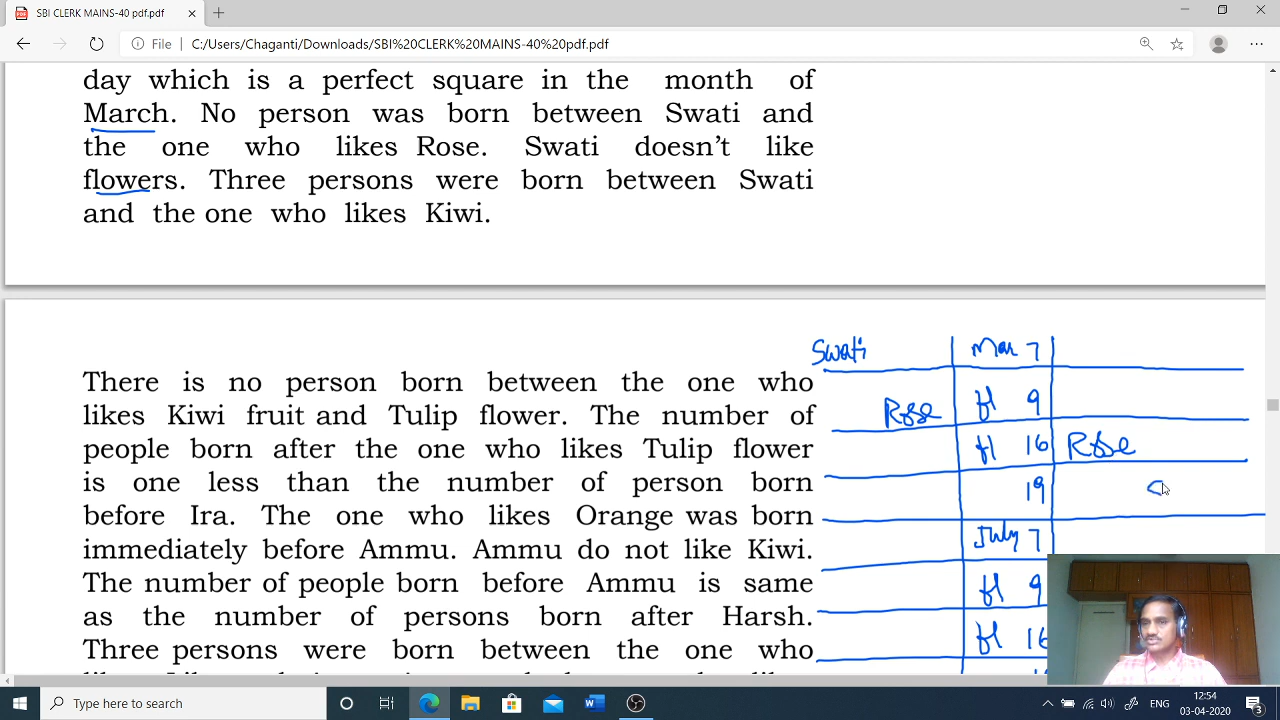 SBI CLERK MAINS-40 pdf.pdf
File C:/Users/Chaganti/Downloads/SBI%20CLERK%20MAINS-40%20pdf.pdf
day which is a perfect square in the month of
March. No person was born between Swati and
the one who likes Rose. Swati doesn't like
flowers. Three persons were born between Swati
and the one who likes Kiwi.
There is no person born between the one who
likes Kiwi fruit and Tulip flower. The number of
people born after the one who likes Tulip flower
is one less than the number of person born
before Ira. The one who likes Orange was born
immediately before Ammu. Ammu do not like Kiwi.
The number of people born before Ammu is same
as the number of persons born after Harsh.
Three persons were born between the one who
Swati Mar 7
Rose fl 9
fl 16 Rose
19 S
July 7
fl 9
fl 16
Type here to search
ENG
12:54
03-04-2020